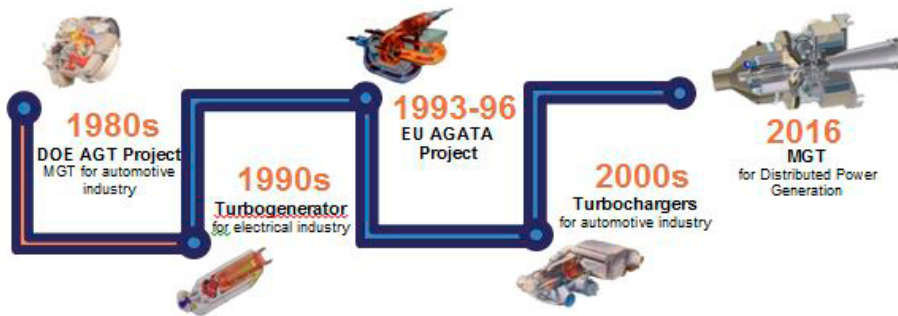 1980s
DOE AGT Project
MGT for automotive
industry
1990s
Turbogenerator
for electrical industry
1993-96
EU AGATA
Project
2000s
Turbochargers
for automotive industry
2016
MGT
for Distributed Power
Generation